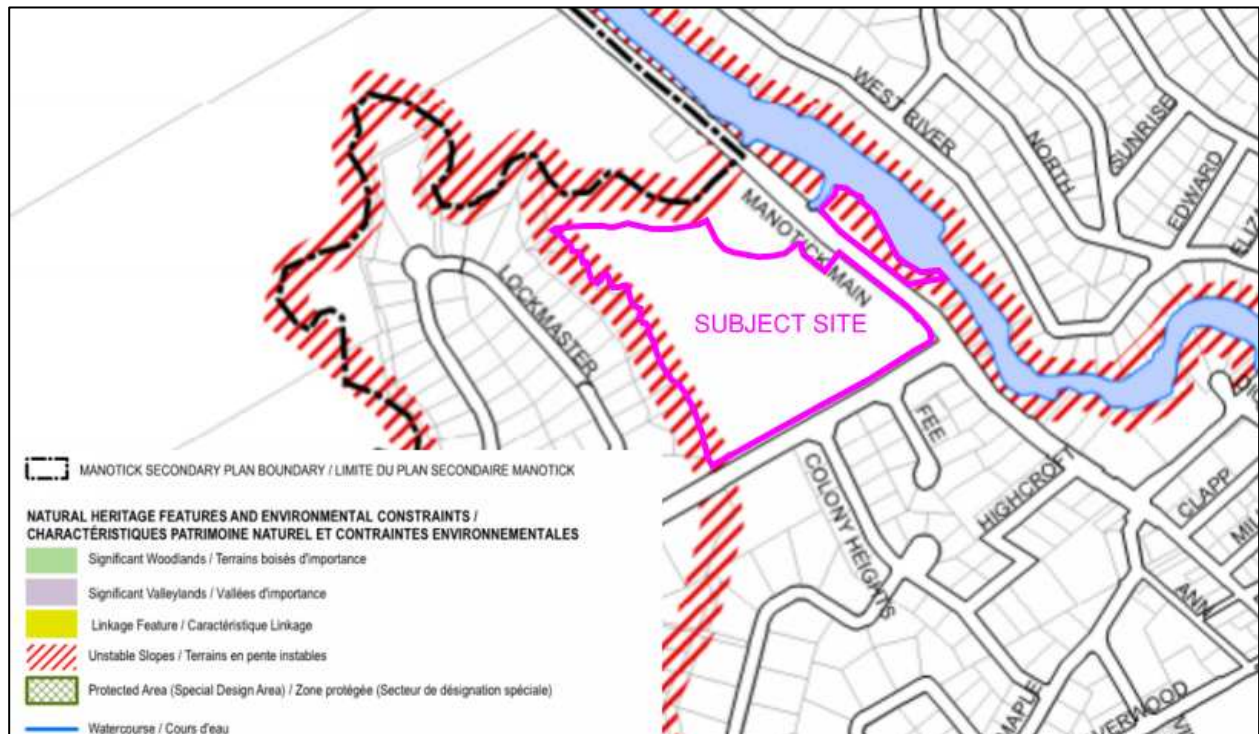 WEST RIVER
NORTH
SUNRISE
EDWARD
MANOTICK MAIN
LOCKMASTER
SUBJECT SITE
FEE
HIGHCROFT
COLONY HEIGHTS
CLAPP
ANN
MAPLE
MANOTICK SECONDARY PLAN BOUNDARY / LIMITE DU PLAN SECONDAIRE MANOTICK
NATURAL HERITAGE FEATURES AND ENVIRONMENTAL CONSTRAINTS /
CHARACTÉRISTIQUES PATRIMOINE NATUREL ET CONTRAINTES ENVIRONNEMENTALES
Significant Woodlands / Terrains boisés d'importance
Significant Valleylands / Vallées d'importance
Linkage Feature / Caractéristique Linkage
Unstable Slopes / Terrains en pente instables
Protected Area (Special Design Area) / Zone protégée (Secteur de désignation spéciale)
Watercourse / Cours d'eau